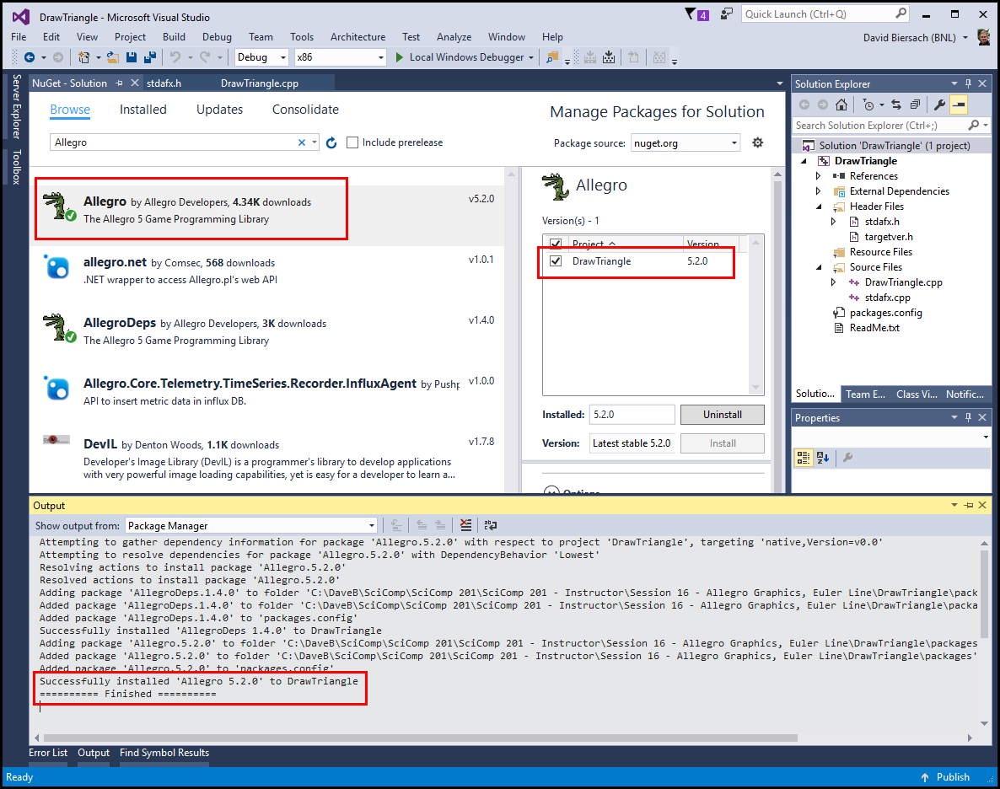 DrawTriangle - Microsoft Visual Studio
4
Quick Launch (Ctrl+Q)
File Edit View Project Build Debug Team Tools Architecture Test Analyze Window Help
David Biersach (BNL)
Debug x86 Local Windows Debugger
Server Explorer
Toolbox
NuGet - Solution stdafx.h DrawTriangle.cpp
Browse Installed Updates Consolidate
Manage Packages for Solution
Allegro
Include prerelease
Package source: nuget.org
Allegro by Allegro Developers, 4.34K downloads v5.2.0
The Allegro 5 Game Programming Library
allegro.net by Comsec, 568 downloads v1.0.1
.NET wrapper to access Allegro.pl's web API
AllegroDeps by Allegro Developers, 3K downloads v1.4.0
The Allegro 5 Game Programming Library
Allegro.Core.Telemetry.TimeSeries.Recorder.InfluxAgent by Pushp v1.0.0
API to insert metric data in influx DB.
DevIL by Denton Woods, 1.1K downloads v1.7.8
Developer's Image Library (DevIL) is a programmer's library to develop applications
with very powerful image loading capabilities, yet is easy for a developer to learn a...
Allegro
Version(s) - 1
Project Version
DrawTriangle 5.2.0
Installed: 5.2.0 Uninstall
Version: Latest stable 5.2.0 Install
Options
Solution Explorer
Search Solution Explorer (Ctrl+;)
Solution 'DrawTriangle' (1 project)
DrawTriangle
References
External Dependencies
Header Files
stdafx.h
targetver.h
Resource Files
Source Files
DrawTriangle.cpp
stdafx.cpp
packages.config
ReadMe.txt
Solutio... Team E... Class Vi... Notific...
Properties
Output
Show output from: Package Manager
Attempting to gather dependency information for package 'Allegro.5.2.0' with respect to project 'DrawTriangle', targeting 'native,Version=v0.0'
Attempting to resolve dependencies for package 'Allegro.5.2.0' with DependencyBehavior 'Lowest'
Resolving actions to install package 'Allegro.5.2.0'
Resolved actions to install package 'Allegro.5.2.0'
Adding package 'AllegroDeps.1.4.0' to folder 'C:\DaveB\SciComp\SciComp 201\SciComp 201 - Instructor\Session 16 - Allegro Graphics, Euler Line\DrawTriangle\pack
Added package 'AllegroDeps.1.4.0' to folder 'C:\DaveB\SciComp\SciComp 201\SciComp 201 - Instructor\Session 16 - Allegro Graphics, Euler Line\DrawTriangle\packa
Added package 'AllegroDeps.1.4.0' to 'packages.config'
Successfully installed 'AllegroDeps 1.4.0' to DrawTriangle
Adding package 'Allegro.5.2.0' to folder 'C:\DaveB\SciComp\SciComp 201\SciComp 201 - Instructor\Session 16 - Allegro Graphics, Euler Line\DrawTriangle\packages
Added package 'Allegro.5.2.0' to folder 'C:\DaveB\SciComp\SciComp 201\SciComp 201 - Instructor\Session 16 - Allegro Graphics, Euler Line\DrawTriangle\packages'
Added package 'Allegro.5.2.0' to 'packages.config'
Successfully installed 'Allegro 5.2.0' to DrawTriangle
========== Finished ==========
Error List Output Find Symbol Results
Ready
Publish